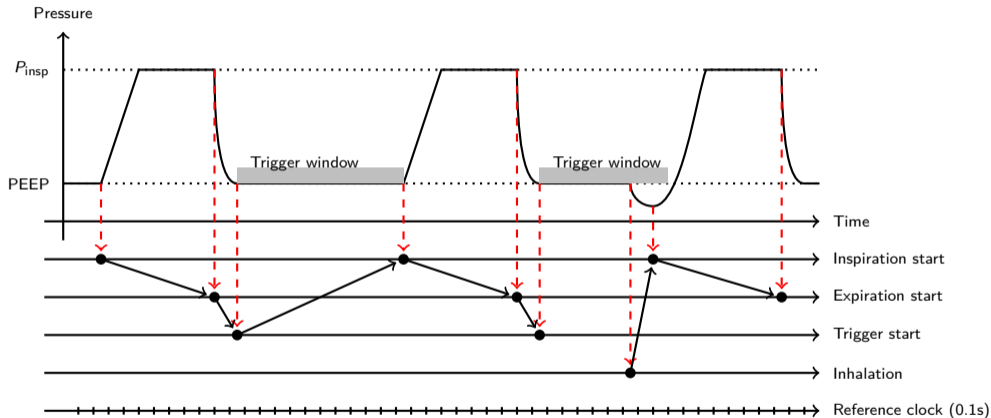 Pressure
P_insp
Trigger window
Trigger window
PEEP
Time
Inspiration start
Expiration start
Trigger start
Inhalation
Reference clock (0.1s)